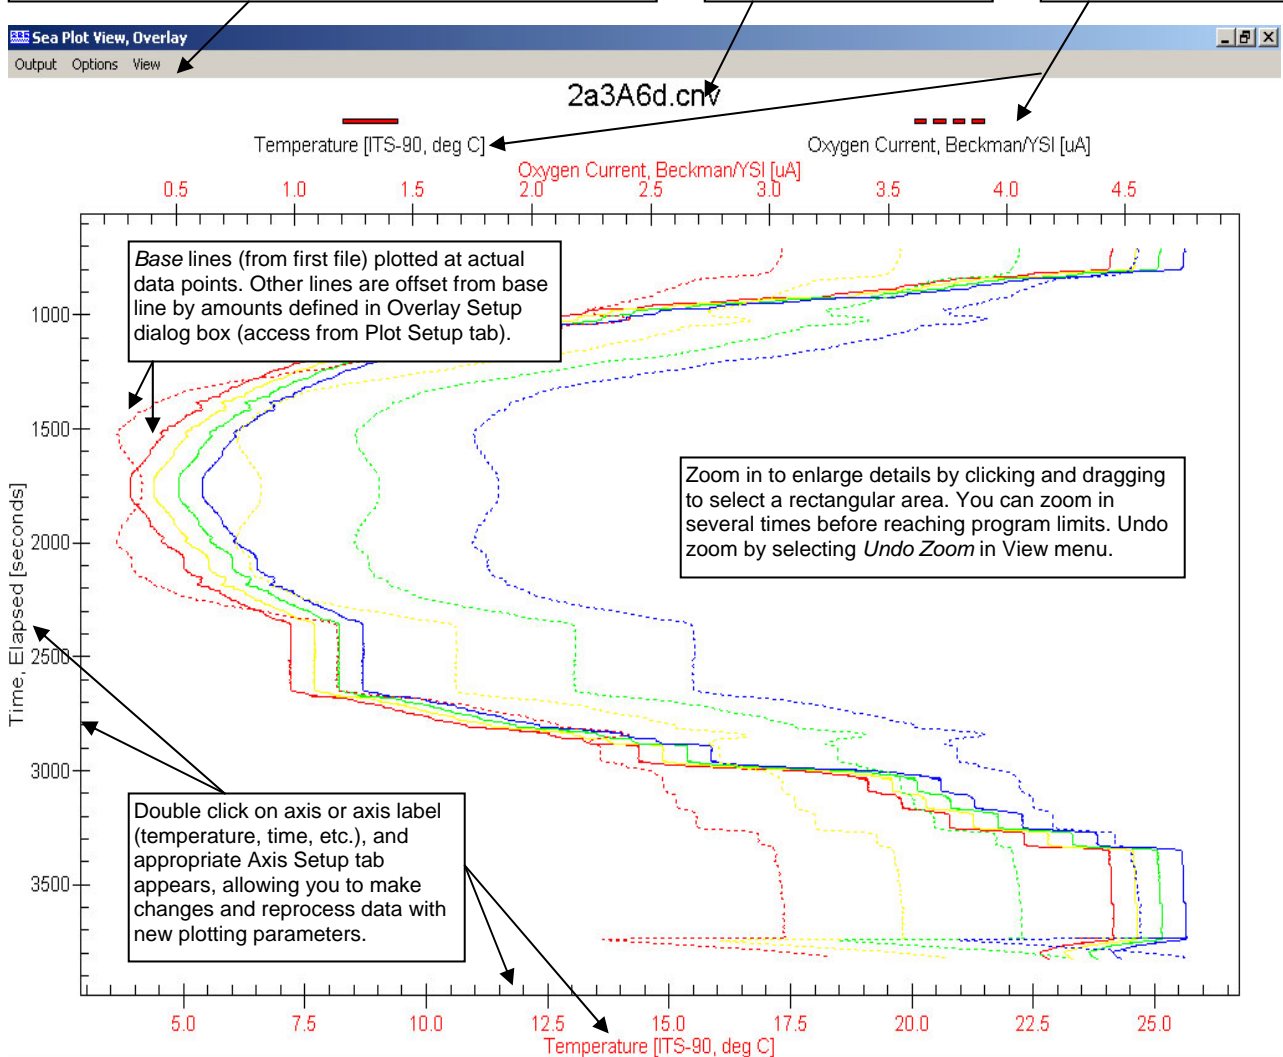 Sea Plot View, Overlay
Output Options View
2a3A6d.cnv
Temperature [ITS-90, deg C]
Oxygen Current, Beckman/YSI [uA]
Oxygen Current, Beckman/YSI [uA]
0.5 1.0 1.5 2.0 2.5 3.0 3.5 4.0 4.5
Base lines (from first file) plotted at actual
data points. Other lines are offset from base
line by amounts defined in Overlay Setup
dialog box (access from Plot Setup tab).
Zoom in to enlarge details by clicking and dragging
to select a rectangular area. You can zoom in
several times before reaching program limits. Undo
zoom by selecting Undo Zoom in View menu.
Time, Elapsed [seconds]
1000
1500
2000
2500
3000
3500
Double click on axis or axis label
(temperature, time, etc.), and
appropriate Axis Setup tab
appears, allowing you to make
changes and reprocess data with
new plotting parameters.
5.0 7.5 10.0 12.5 15.0 17.5 20.0 22.5 25.0
Temperature [ITS-90, deg C]